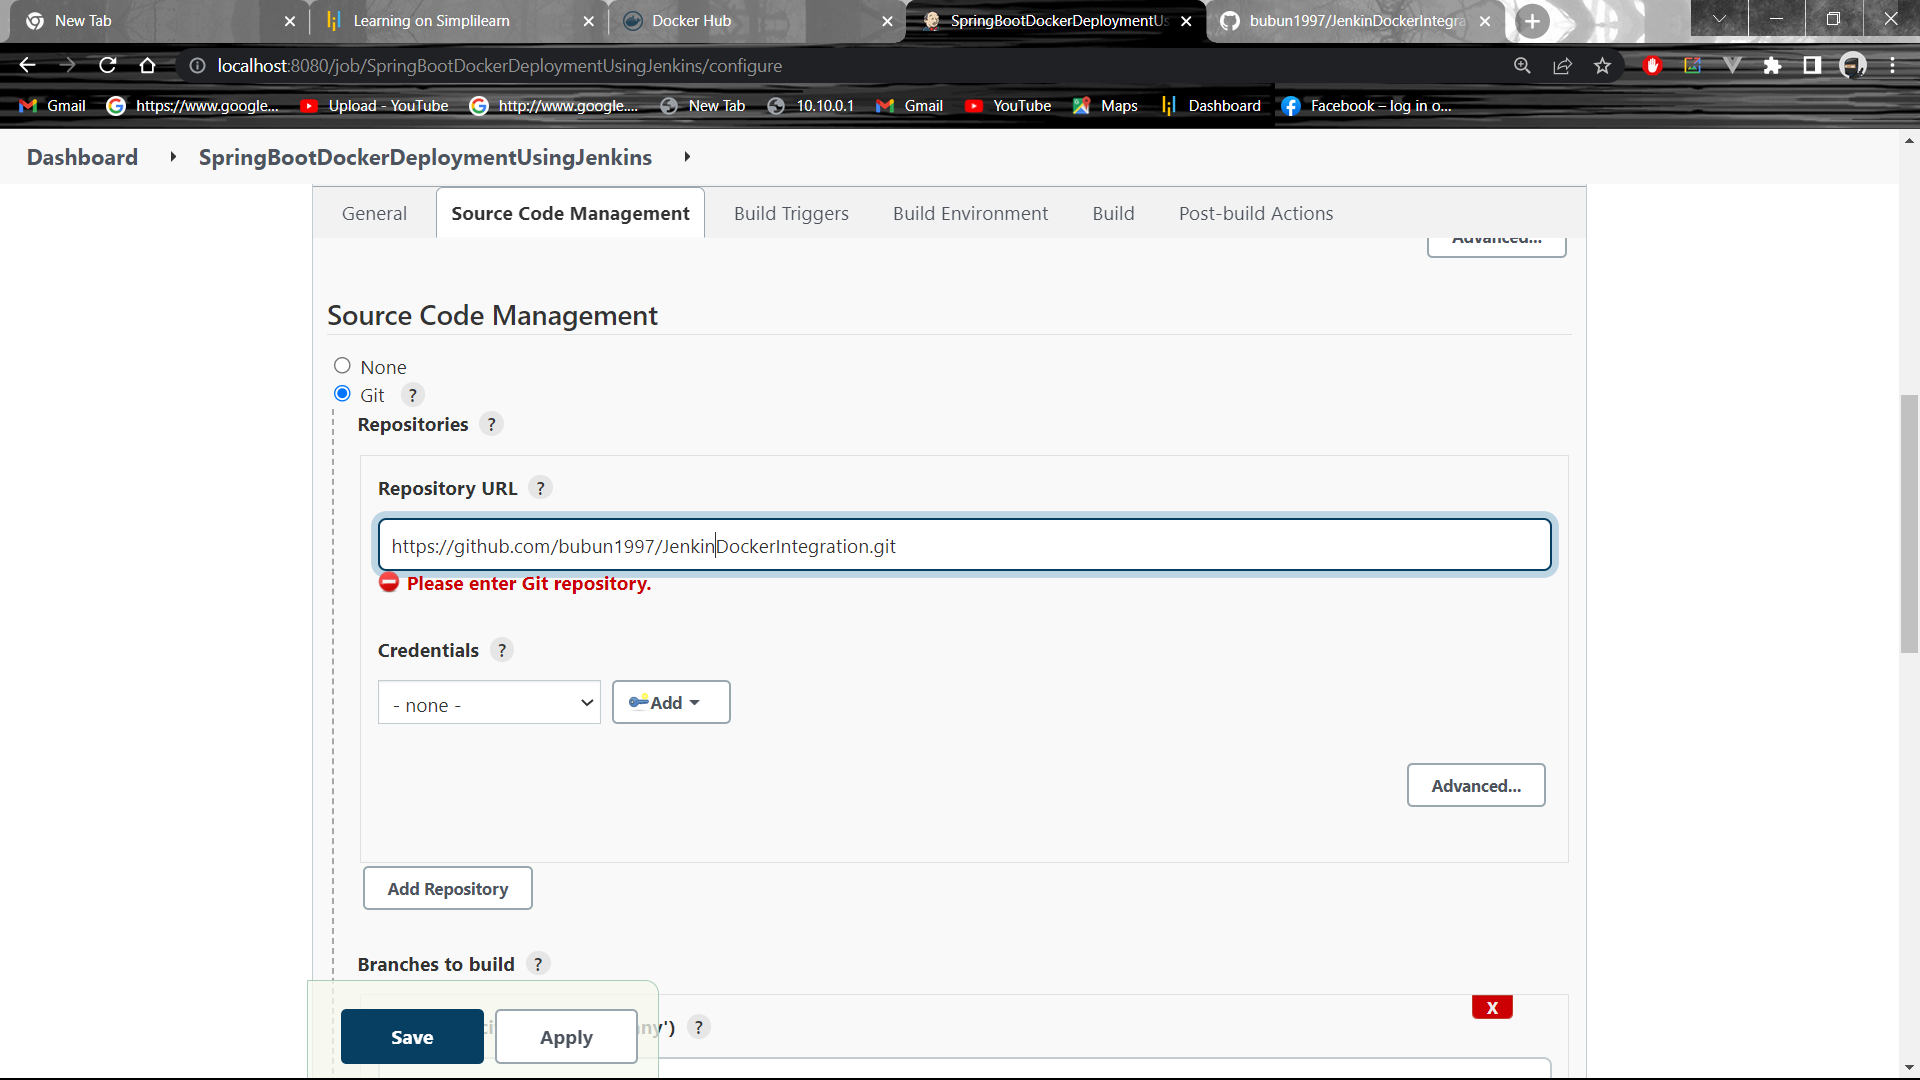 New Tab
Learning on Simplilearn
Docker Hub
SpringBootDockerDeploymentUs
bubun1997/JenkinDockerIntegra
localhost:8080/job/SpringBootDockerDeploymentUsingJenkins/configure
Gmail
https://www.google...
Upload - YouTube
http://www.google....
New Tab
10.10.0.1
Gmail
YouTube
Maps
Dashboard
Facebook – log in o...
Dashboard
SpringBootDockerDeploymentUsingJenkins
General
Source Code Management
Build Triggers
Build Environment
Build
Post-build Actions
Advanced...
Source Code Management
None
Git ?
Repositories ?
Repository URL ?
https://github.com/bubun1997/JenkinDockerIntegration.git
Please enter Git repository.
Credentials ?
- none -
Add
Advanced...
Add Repository
Branches to build ?
X
ny') ?
Save
Apply